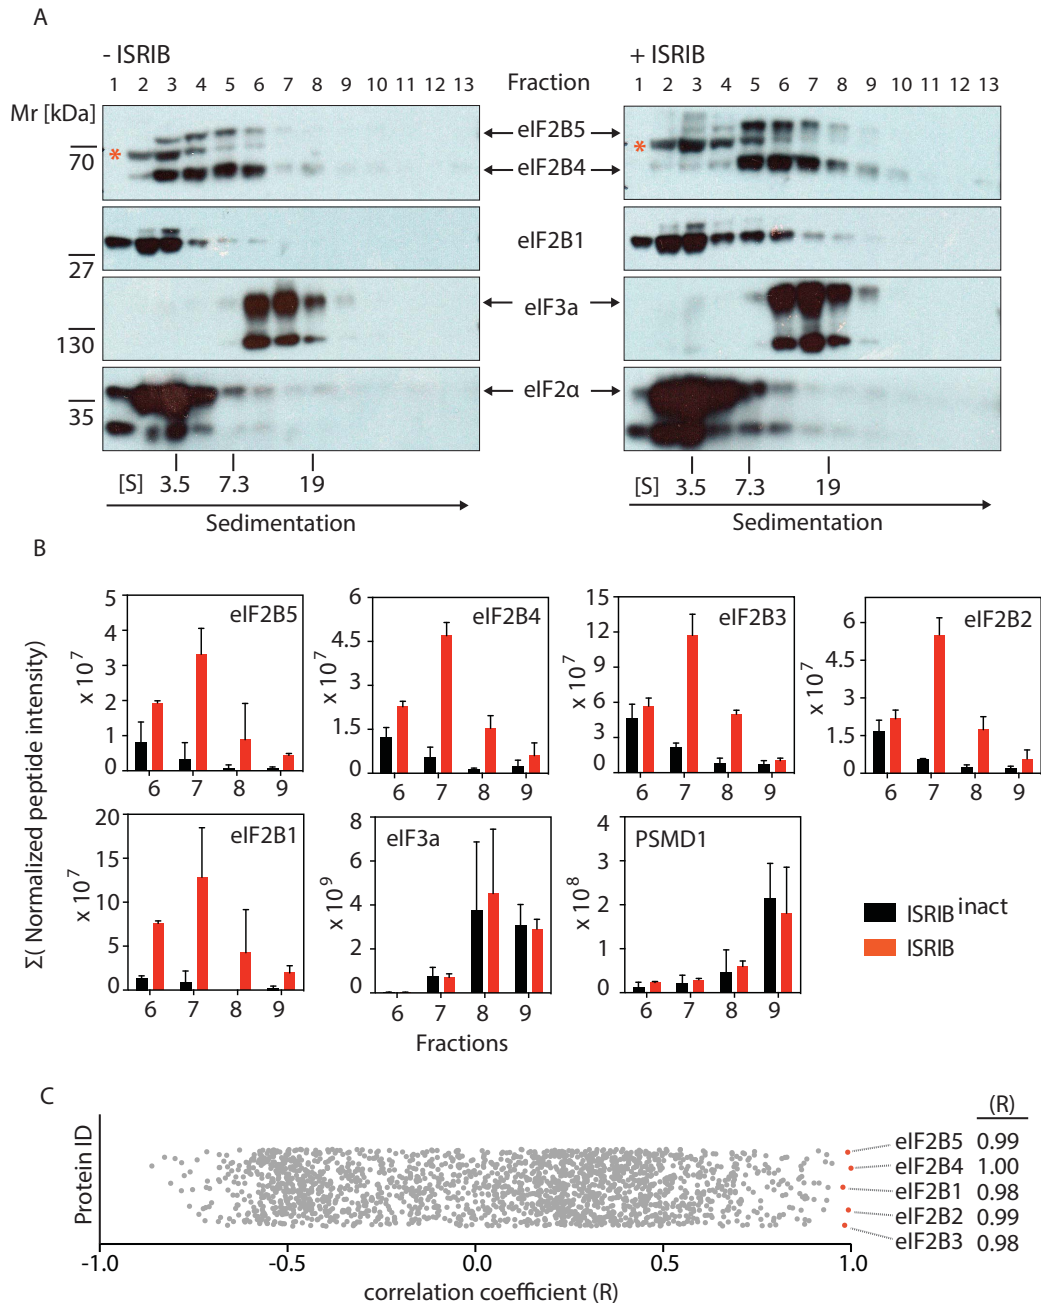 A
- ISRIB
+ ISRIB
1 2 3 4 5 6 7 8 9 10 11 12 13
Fraction
1 2 3 4 5 6 7 8 9 10 11 12 13
Mr [kDa]
eIF2B5
*
70
*
eIF2B4
eIF2B1
27
eIF3a
130
eIF2α
35
[S] 3.5 7.3 19
[S] 3.5 7.3 19
Sedimentation
Sedimentation
B
Σ( Normalized peptide intensity)
eIF2B5
x 10^7
5
4
3
2
1
0
6 7 8 9
eIF2B4
x 10^7
6
4.5
3
1.5
0
6 7 8 9
eIF2B3
x 10^7
15
12
9
6
3
0
6 7 8 9
eIF2B2
x 10^7
6
4.5
3
1.5
0
6 7 8 9
eIF2B1
x 10^7
20
15
10
5
0
6 7 8 9
eIF3a
x 10^9
8
6
4
2
0
6 7 8 9
PSMD1
x 10^8
4
3
2
1
0
6 7 8 9
ISRIB^inact
ISRIB
Fractions
C
Protein ID
(R)
eIF2B5 0.99
eIF2B4 1.00
eIF2B1 0.98
eIF2B2 0.99
eIF2B3 0.98
-1.0 -0.5 0.0 0.5 1.0
correlation coefficient (R)